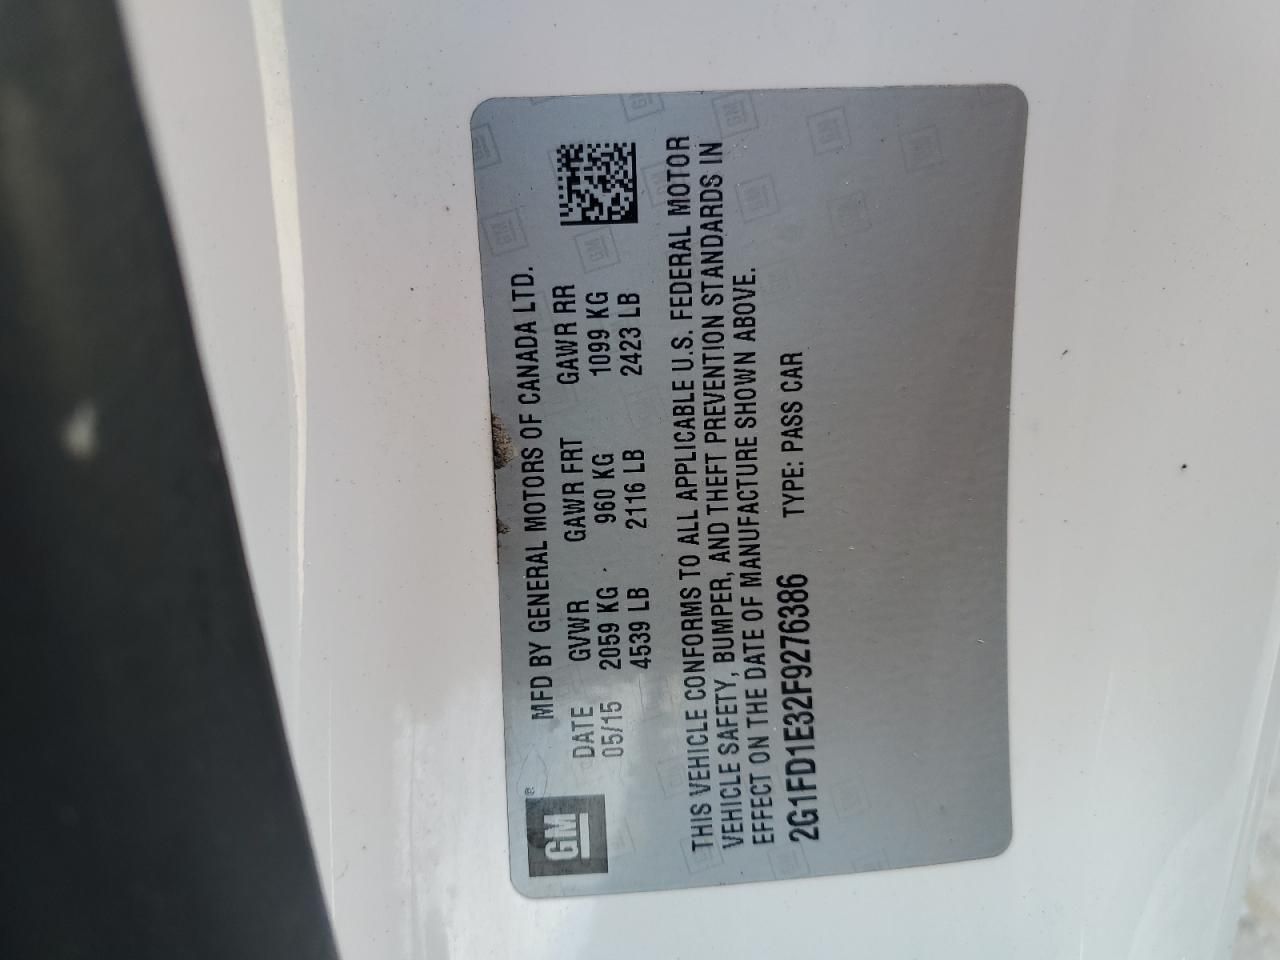 GM®
MFD BY GENERAL MOTORS OF CANADA LTD.
DATE GVWR GAWR FRT GAWR RR
05/15 2059 KG 960 KG 1099 KG
4539 LB 2116 LB 2423 LB
THIS VEHICLE CONFORMS TO ALL APPLICABLE U.S. FEDERAL MOTOR
VEHICLE SAFETY, BUMPER, AND THEFT PREVENTION STANDARDS IN
EFFECT ON THE DATE OF MANUFACTURE SHOWN ABOVE.
2G1FD1E32F9276386 TYPE: PASS CAR